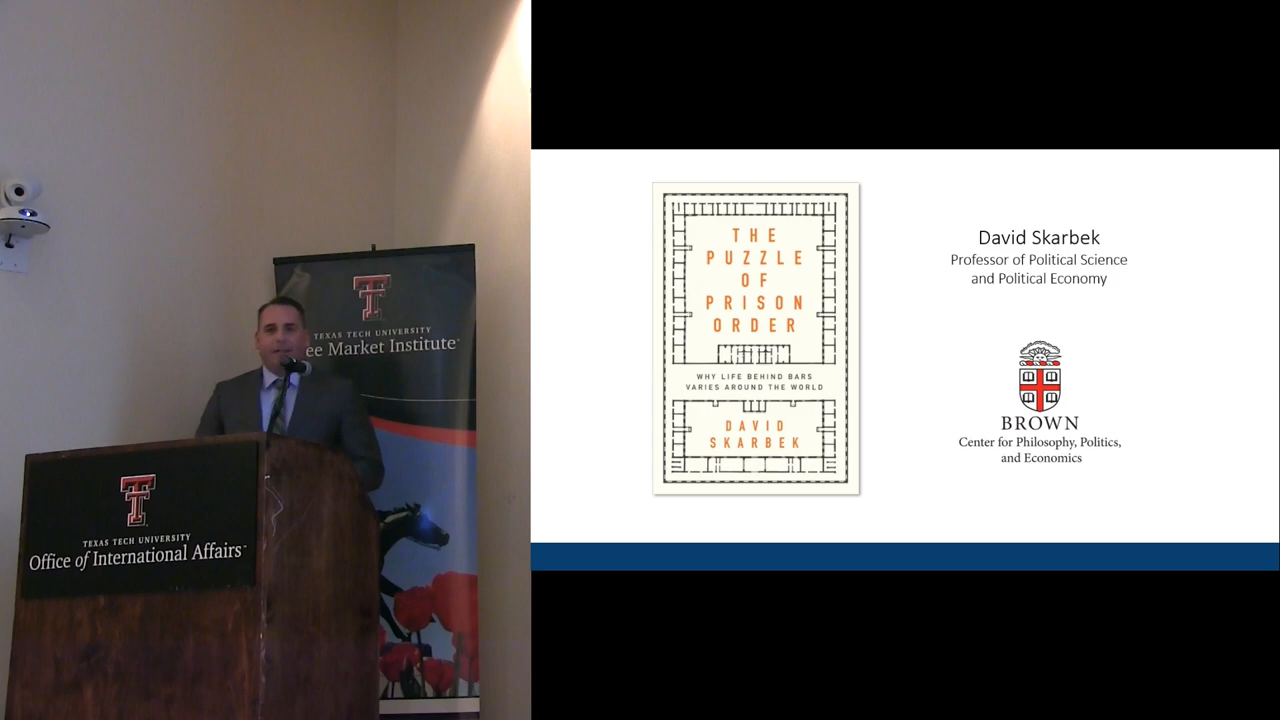 TEXAS TECH UNIVERSITY
ee Market Institute
TEXAS TECH UNIVERSITY
Office of International Affairs
THE
PUZZLE
OF
PRISON
ORDER
WHY LIFE BEHIND BARS
VARIES AROUND THE WORLD
DAVID
SKARBEK
David Skarbek
Professor of Political Science
and Political Economy
BROWN
Center for Philosophy, Politics,
and Economics